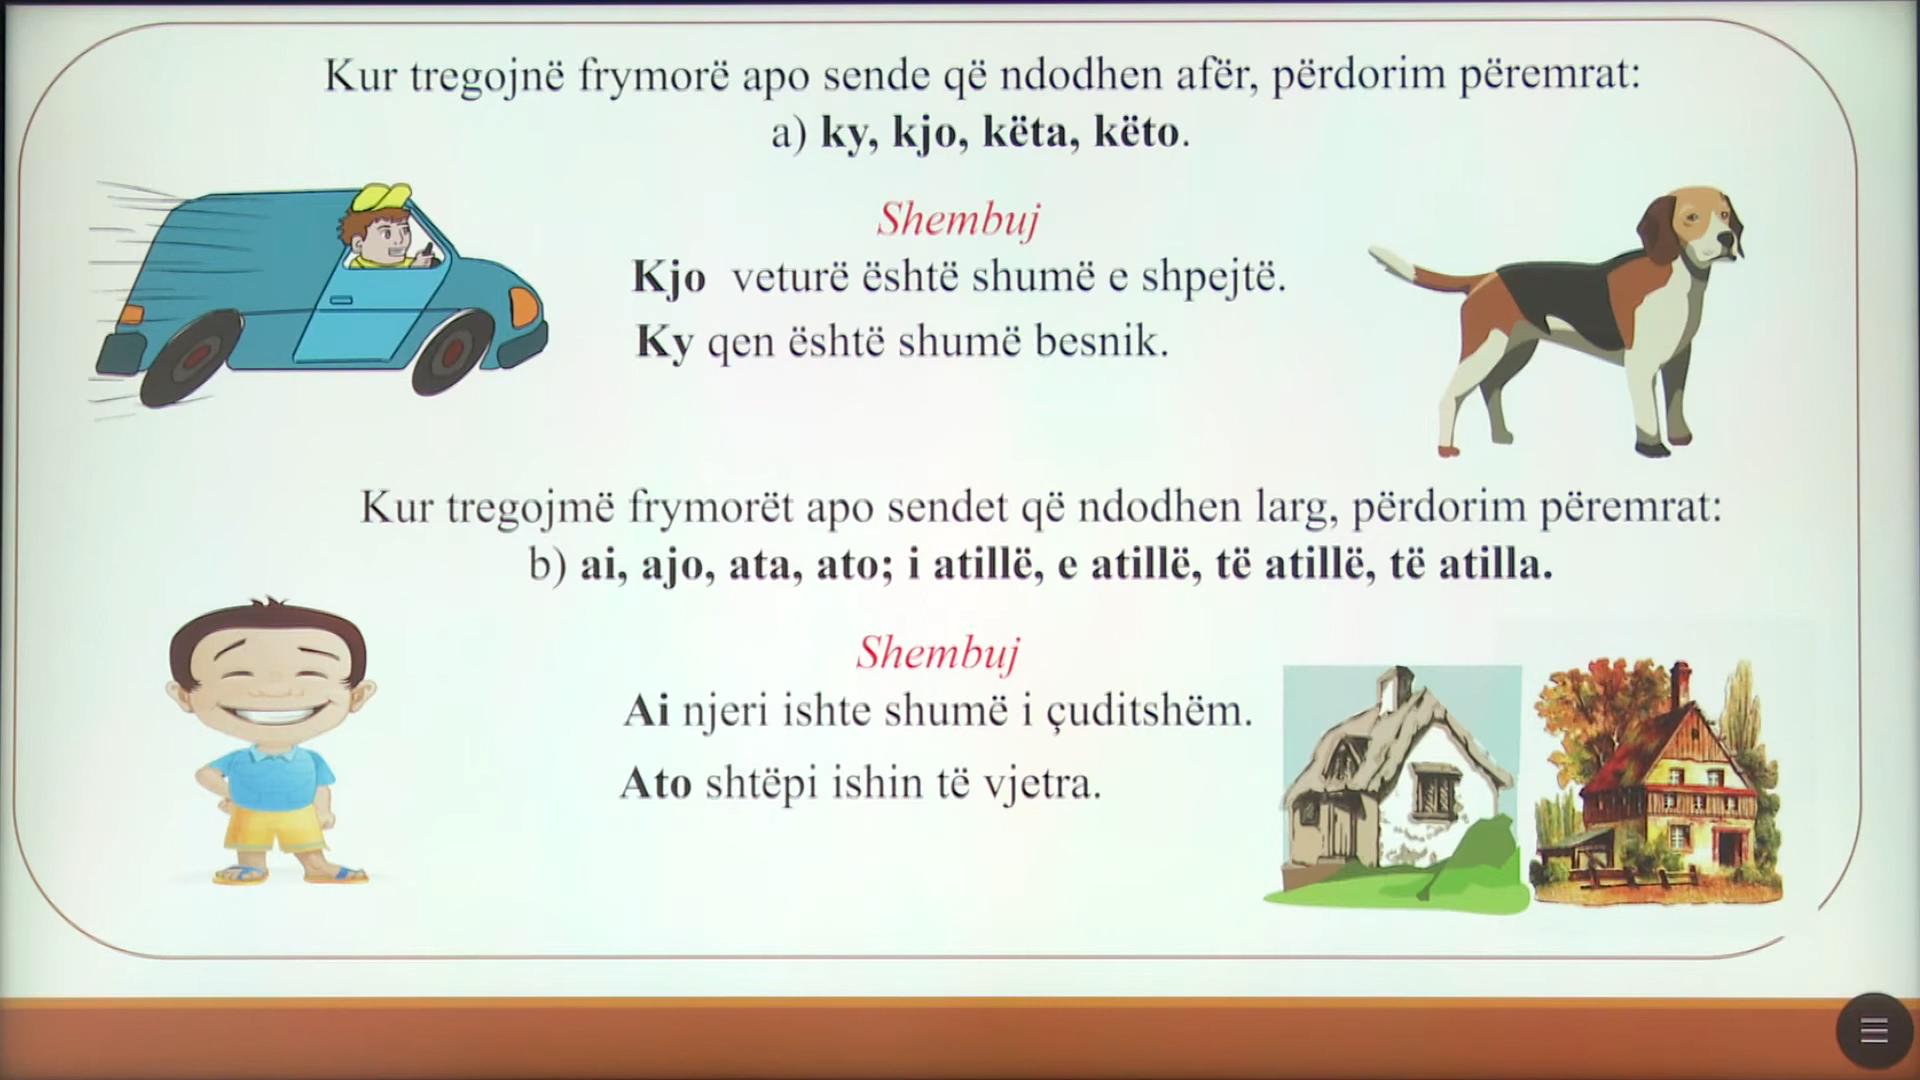 Kur tregojnë frymorë apo sende që ndodhen afër, përdorim përemrat:
a) ky, kjo, këta, këto.
Shembuj
Kjo veturë është shumë e shpejtë.
Ky qen është shumë besnik.
Kur tregojmë frymorët apo sendet që ndodhen larg, përdorim përemrat:
b) ai, ajo, ata, ato; i atillë, e atillë, të atillë, të atilla.
Shembuj
Ai njeri ishte shumë i çuditshëm.
Ato shtëpi ishin të vjetra.